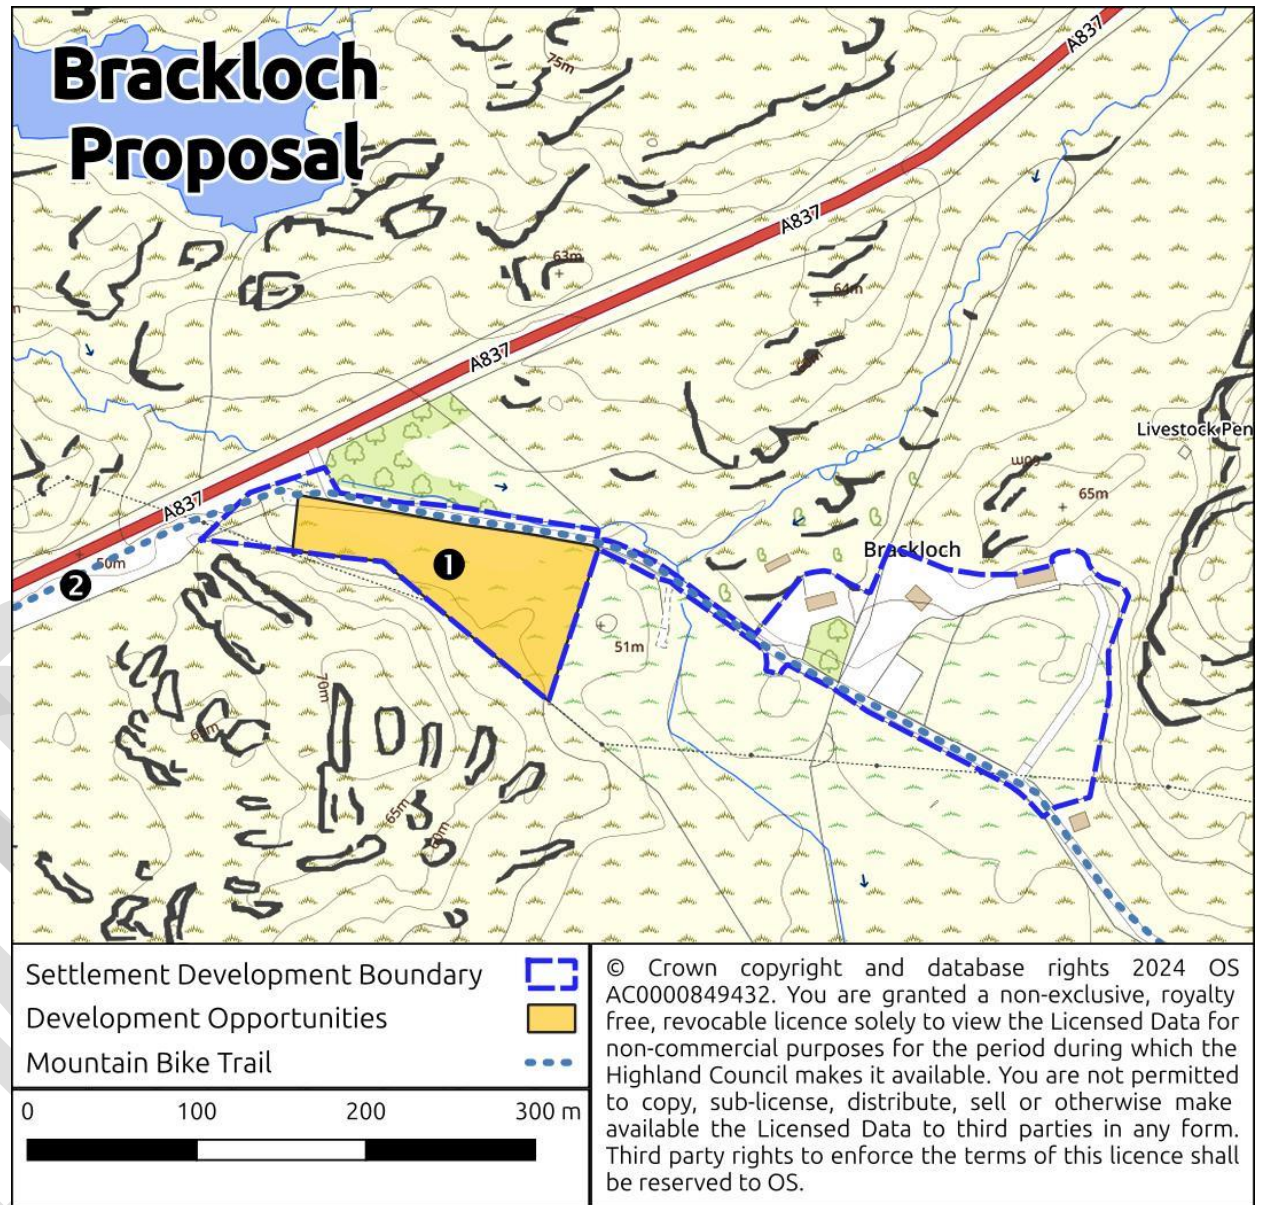 Brackloch
Proposal
75m
A837
A837
63m
64m
A837
Livestock Pen
60m
65m
A837
Brackloch
50m
❶
❷
51m
70m
65m
60m
Settlement Development Boundary
Development Opportunities
Mountain Bike Trail
0 100 200 300 m
© Crown copyright and database rights 2024 OS
AC0000849432. You are granted a non-exclusive, royalty
free, revocable licence solely to view the Licensed Data for
non-commercial purposes for the period during which the
Highland Council makes it available. You are not permitted
to copy, sub-license, distribute, sell or otherwise make
available the Licensed Data to third parties in any form.
Third party rights to enforce the terms of this licence shall
be reserved to OS.